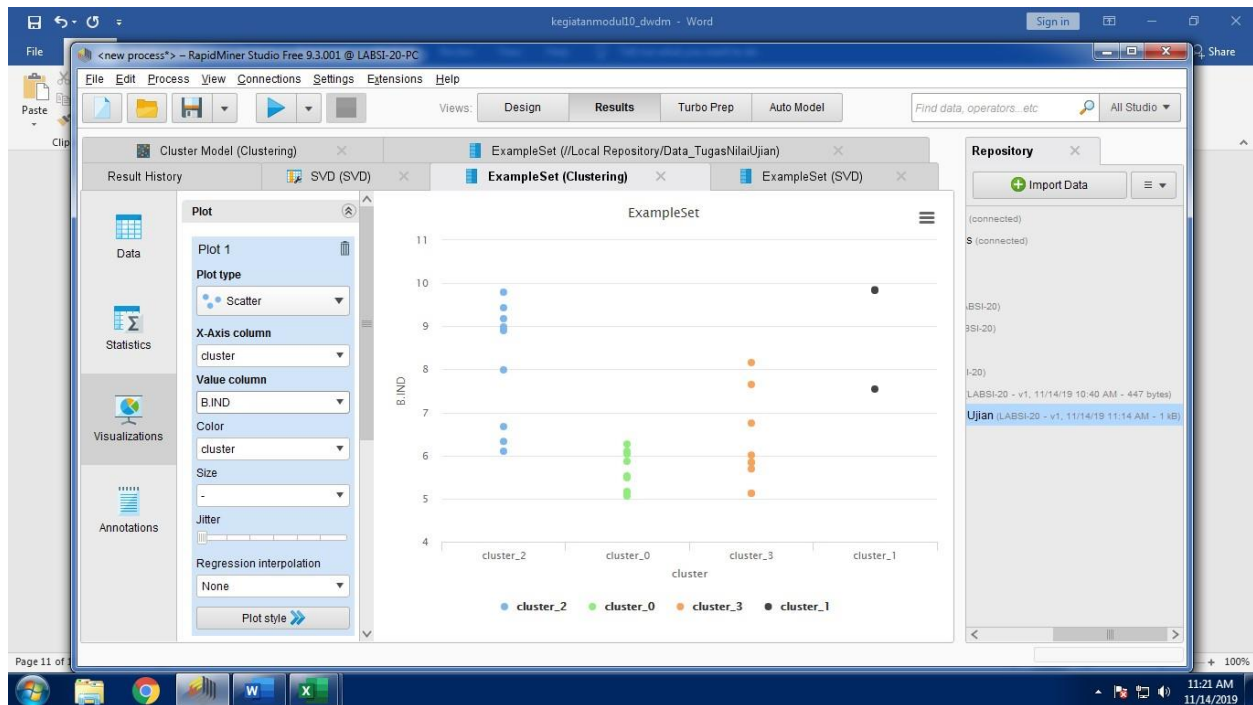 kegiatanmodul10_dwdm - Word
Sign in
File
Share
Paste
Clip
<new process*> – RapidMiner Studio Free 9.3.001 @ LABSI-20-PC
File Edit Process View Connections Settings Extensions Help
Views: Design Results Turbo Prep Auto Model
Find data, operators...etc
All Studio
Cluster Model (Clustering)
ExampleSet (//Local Repository/Data_TugasNilaiUjian)
Result History
SVD (SVD)
ExampleSet (Clustering)
ExampleSet (SVD)
Data
Statistics
Visualizations
Annotations
Plot
Plot 1
Plot type
Scatter
X-Axis column
cluster
Value column
B.IND
Color
cluster
Size
-
Jitter
Regression interpolation
None
Plot style
ExampleSet
11
10
9
8
7
6
5
4
B.IND
cluster_2 cluster_0 cluster_3 cluster_1
cluster
cluster_2 cluster_0 cluster_3 cluster_1
Repository
Import Data
(connected)
S (connected)
ABSI-20)
BSI-20)
I-20)
(LABSI-20 - v1, 11/14/19 10:40 AM - 447 bytes)
Ujian (LABSI-20 - v1, 11/14/19 11:14 AM - 1 kB)
Page 11 of 1
100%
11:21 AM
11/14/2019